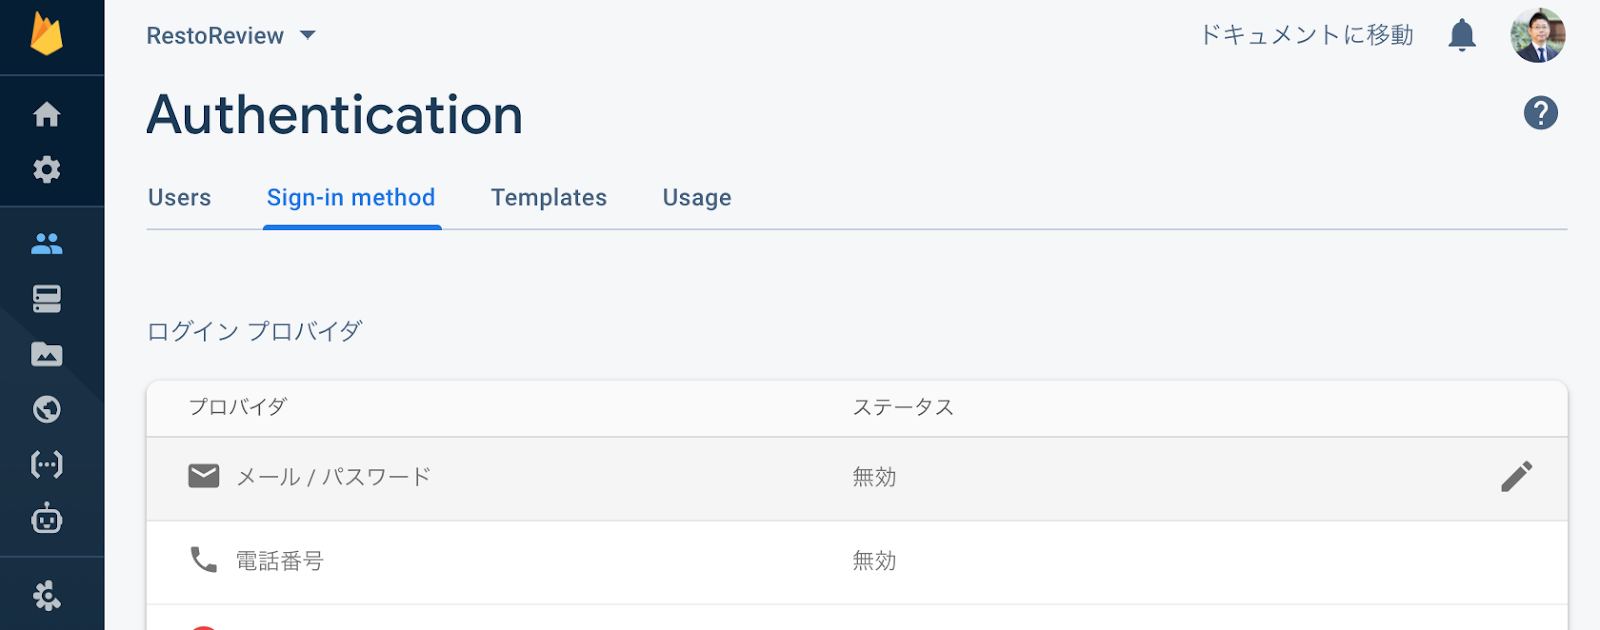 RestoReview
ドキュメントに移動
Authentication
?
Users
Sign-in method
Templates
Usage
ログイン プロバイダ
プロバイダ
ステータス
メール / パスワード
無効
電話番号
無効